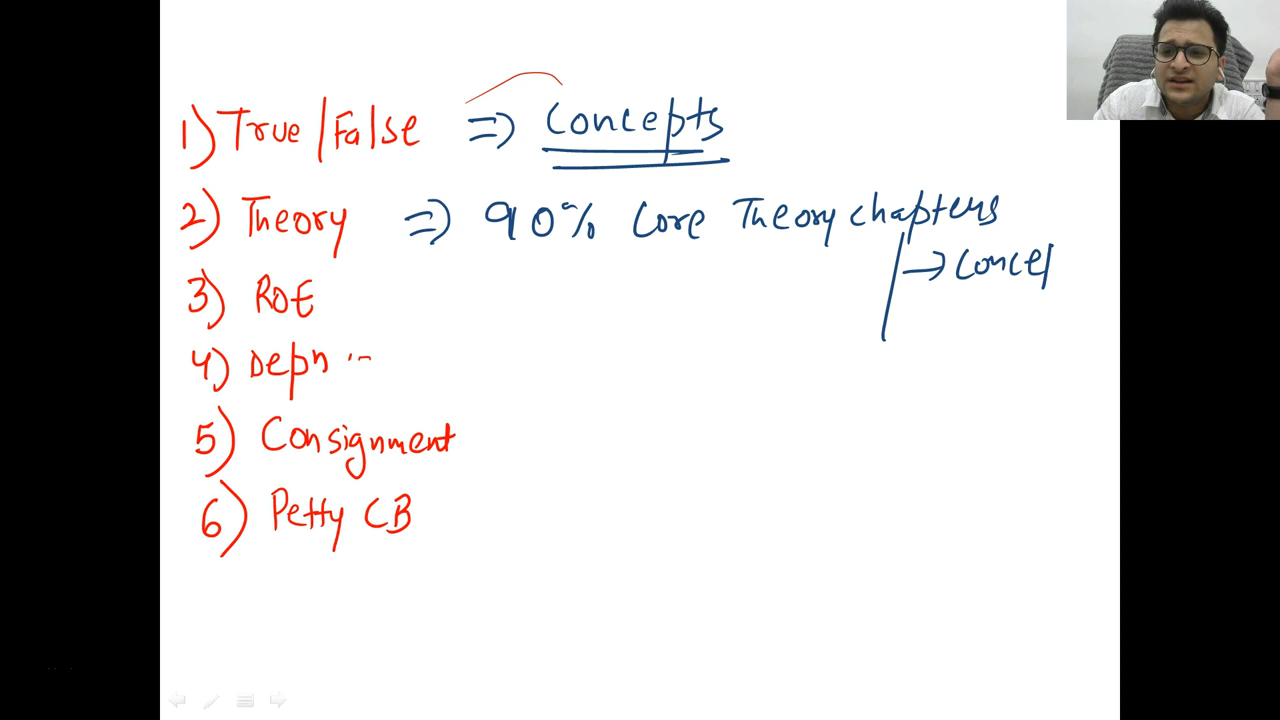 1) True/False => Concepts
2) Theory => 90% Core Theory chapters
→ Concep
3) ROE
4) Depn
5) Consignment
6) Petty CB